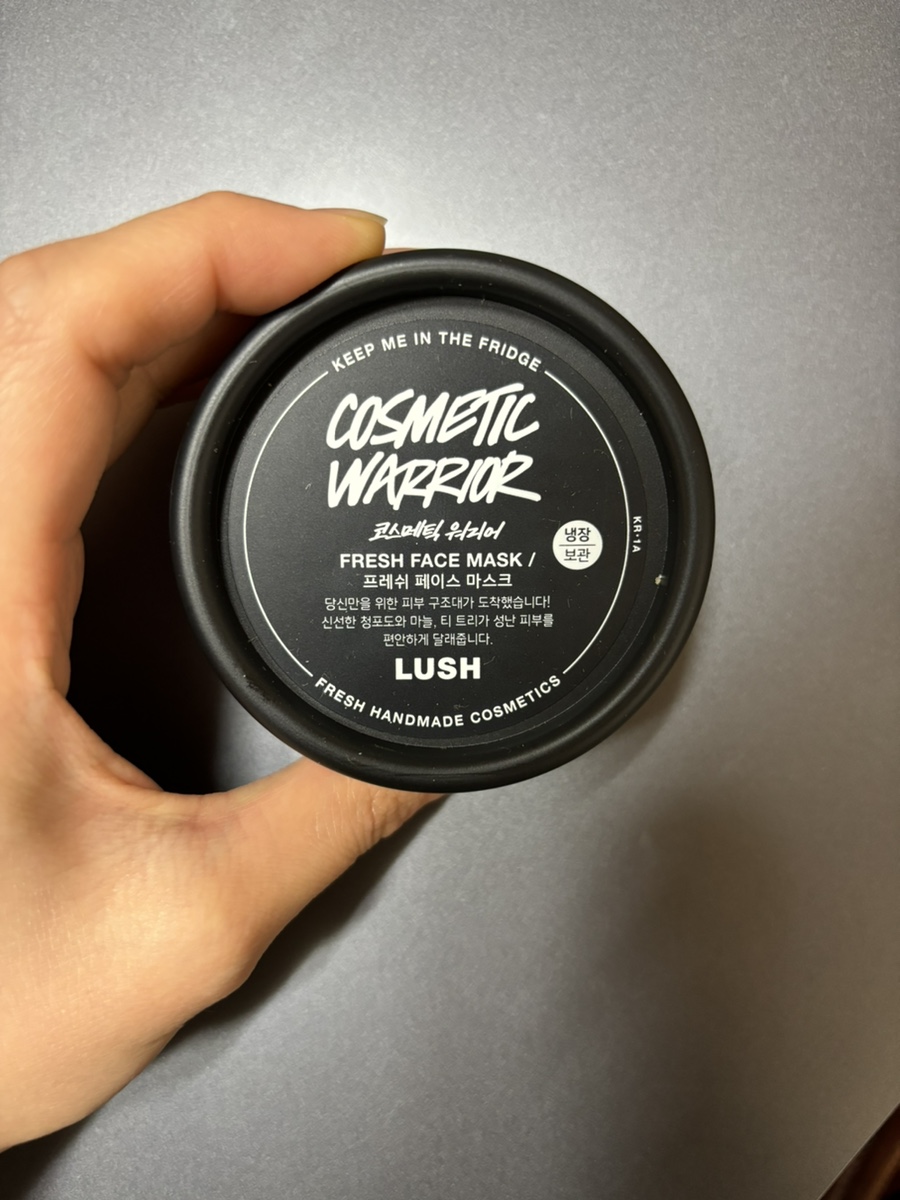 KEEP ME IN THE FRIDGE
COSMETIC
WARRIOR
코스메틱 워리어
FRESH FACE MASK /
프레쉬 페이스 마스크
냉장
보관
KR·1A
당신만을 위한 피부 구조대가 도착했습니다!
신선한 청포도와 마늘, 티 트리가 성난 피부를
편안하게 달래줍니다.
LUSH
FRESH HANDMADE COSMETICS